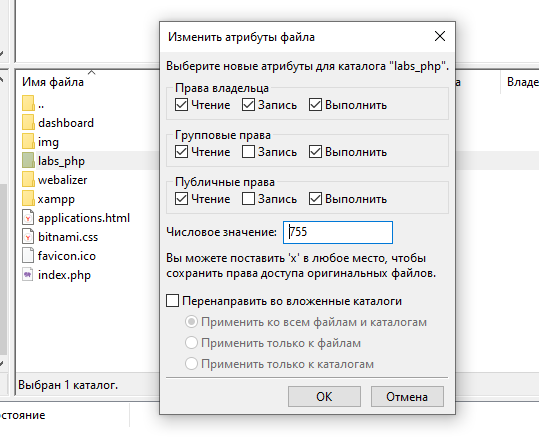 Изменить атрибуты файла
Выберите новые атрибуты для каталога "labs_php".
Права владельца
Чтение Запись Выполнить
Групповые права
Чтение Запись Выполнить
Публичные права
Чтение Запись Выполнить
Числовое значение: 755
Вы можете поставить 'x' в любое место, чтобы
сохранить права доступа оригинальных файлов.
Перенаправить во вложенные каталоги
Применить ко всем файлам и каталогам
Применить только к файлам
Применить только к каталогам
OK Отмена
Имя файла
Владе
..
dashboard
img
labs_php
webalizer
xampp
applications.html
bitnami.css
favicon.ico
index.php
Выбран 1 каталог.
стояние